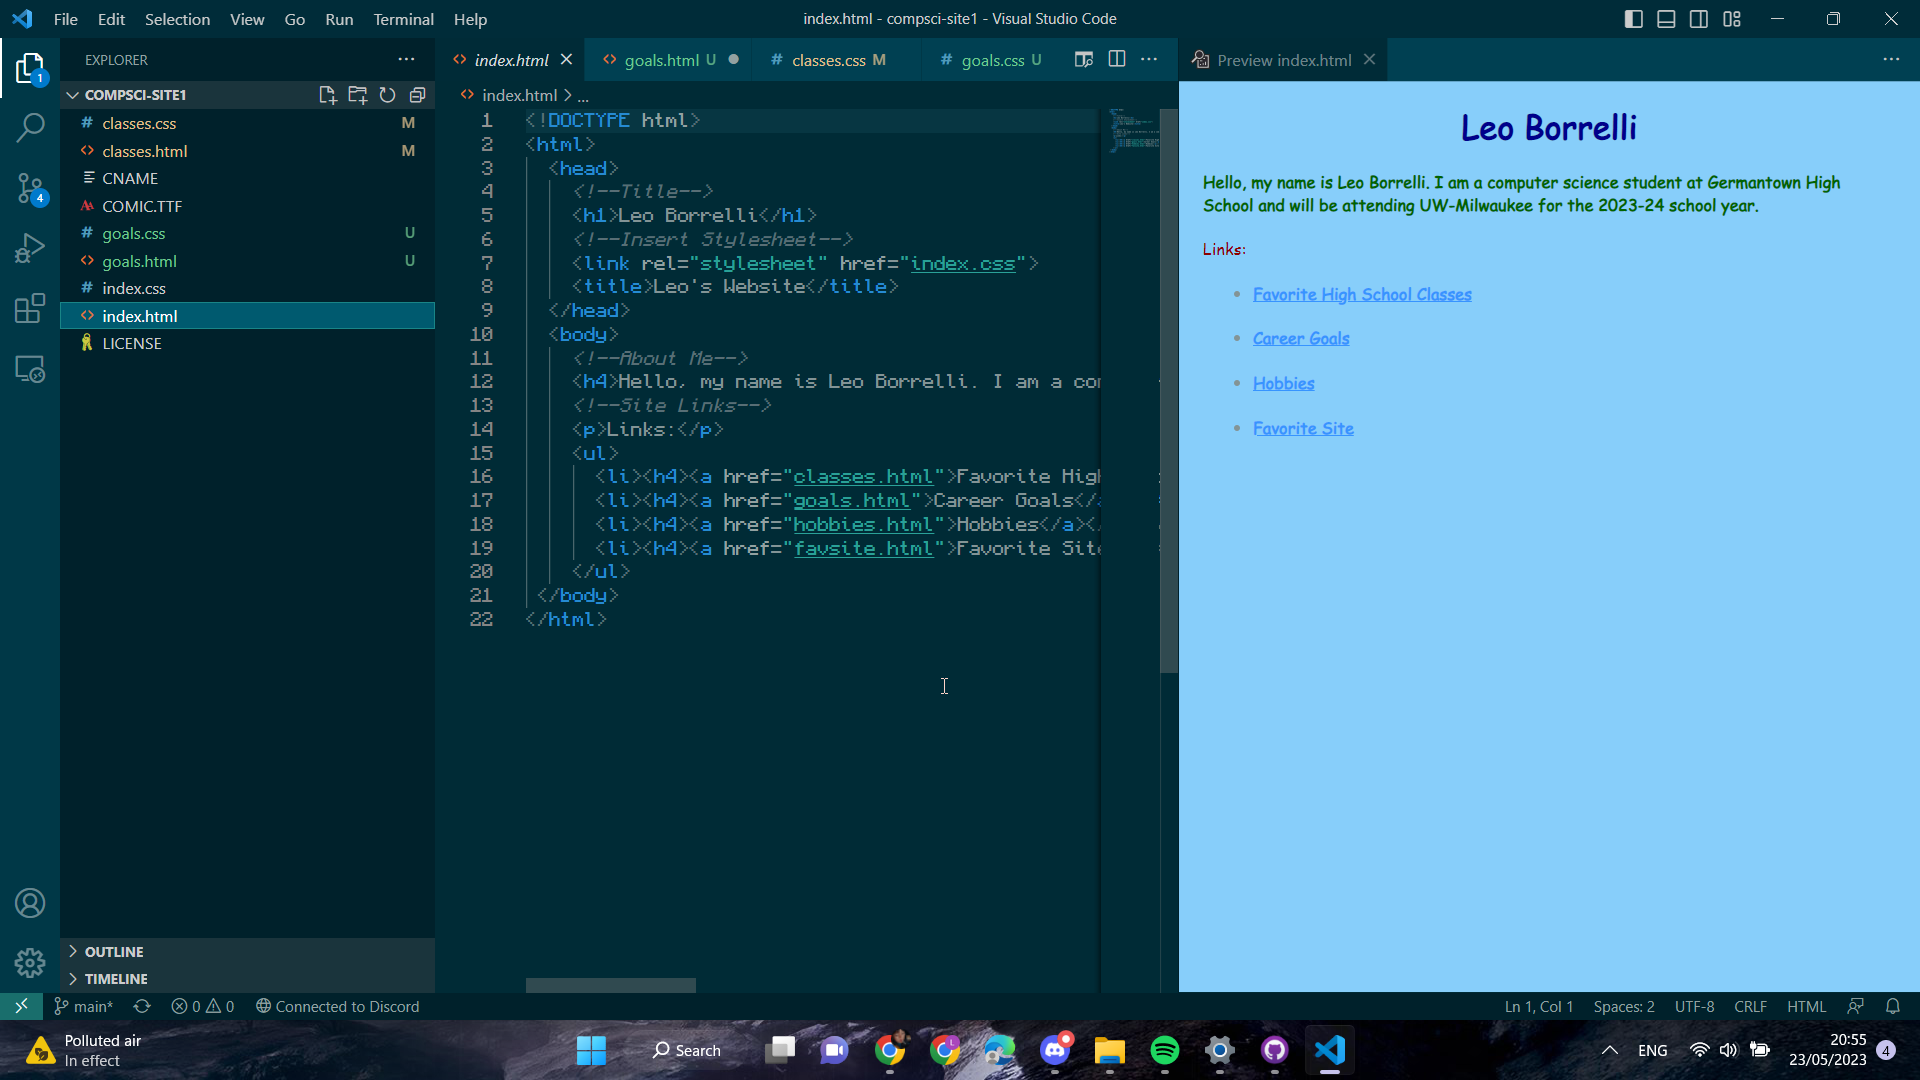 File Edit Selection View Go Run Terminal Help
index.html - compsci-site1 - Visual Studio Code
EXPLORER
COMPSCI-SITE1
classes.css M
classes.html M
CNAME
COMIC.TTF
goals.css U
goals.html U
index.css
index.html
LICENSE
OUTLINE
TIMELINE
1
4
index.html
goals.html U
classes.css M
goals.css U
index.html > ...
1 <!DOCTYPE html>
2 <html>
3 <head>
4 <!--Title-->
5 <h1>Leo Borrelli</h1>
6 <!--Insert Stylesheet-->
7 <link rel="stylesheet" href="index.css">
8 <title>Leo's Website</title>
9 </head>
10 <body>
11 <!--About Me-->
12 <h4>Hello, my name is Leo Borrelli. I am a
13 <!--Site Links-->
14 <p>Links:</p>
15 <ul>
16 <li><h4><a href="classes.html">Favorite
17 <li><h4><a href="goals.html">Career Goals</
18 <li><h4><a href="hobbies.html">Hobbies</a><
19 <li><h4><a href="favsite.html">Favorite
20 </ul>
21 </body>
22 </html>
Preview index.html
Leo Borrelli
Hello, my name is Leo Borrelli. I am a computer science student at Germantown High
School and will be attending UW-Milwaukee for the 2023-24 school year.
Links:
• Favorite High School Classes
• Career Goals
• Hobbies
• Favorite Site
main* 0 0 Connected to Discord
Ln 1, Col 1 Spaces: 2 UTF-8 CRLF HTML
Polluted air
In effect
Search
ENG
20:55
23/05/2023
4